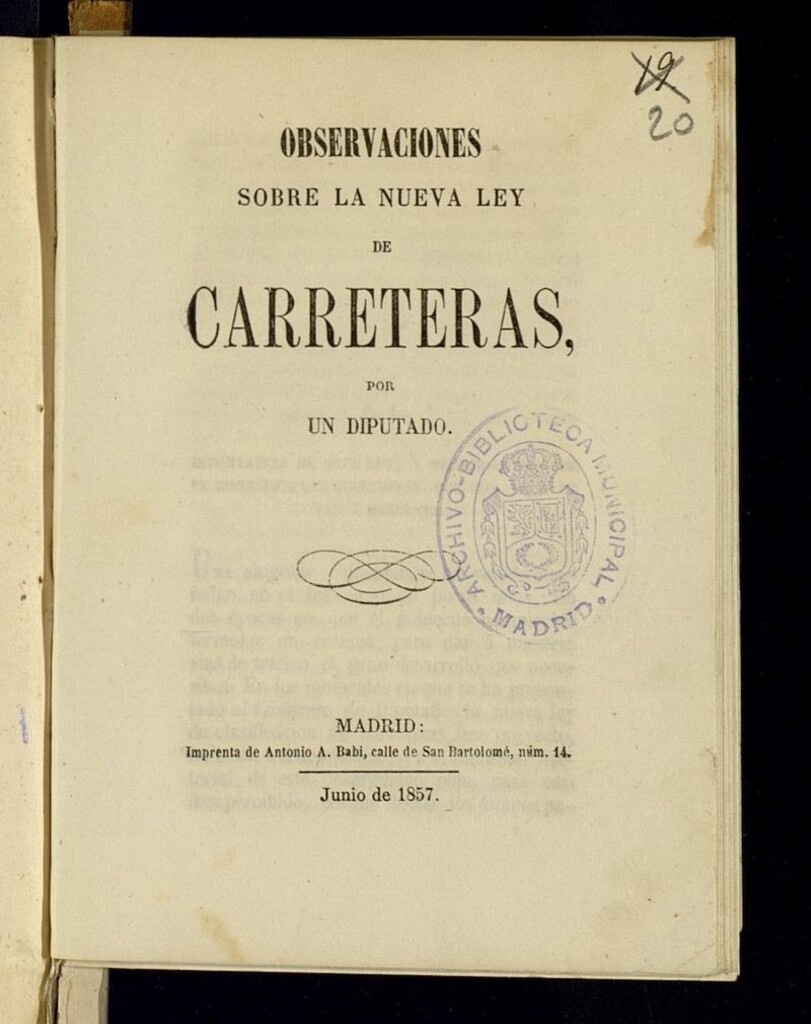 19
20
OBSERVACIONES
SOBRE LA NUEVA LEY
DE
CARRETERAS,
POR
UN DIPUTADO.
ARCHIVO-BIBLIOTECA MUNICIPAL
• MADRID •
MADRID:
Imprenta de Antonio A. Babi, calle de San Bartolomé, núm. 14.
Junio de 1857.